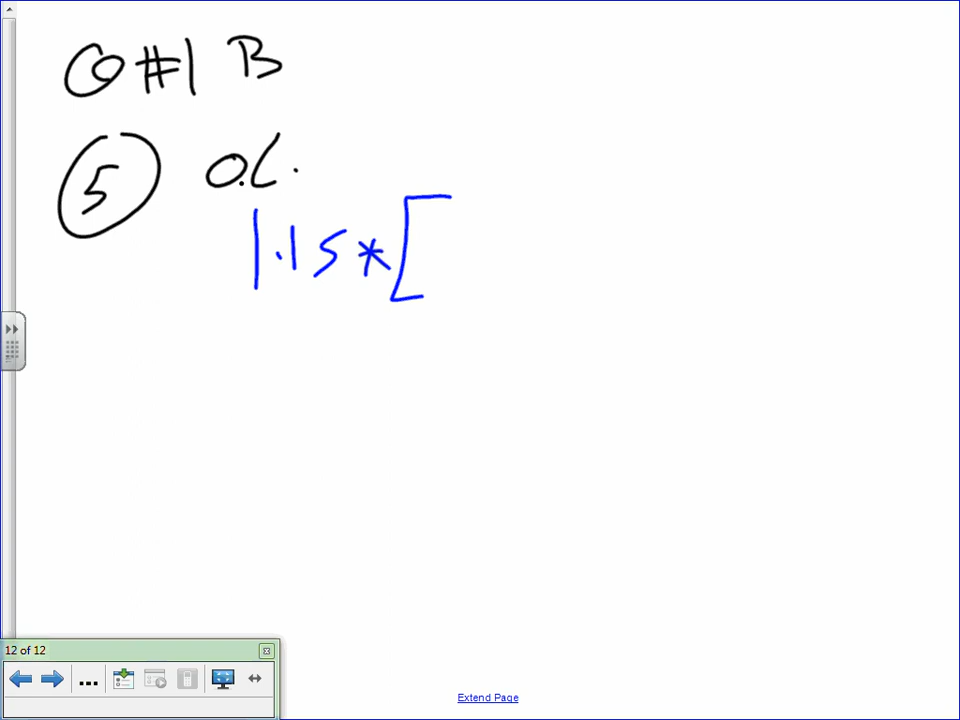 #1 B
5 O.L.
1.15*[
12 of 12
...
Extend Page